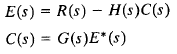 E(s) = R(s) − H(s)C(s)
C(s) = G(s)E*(s)